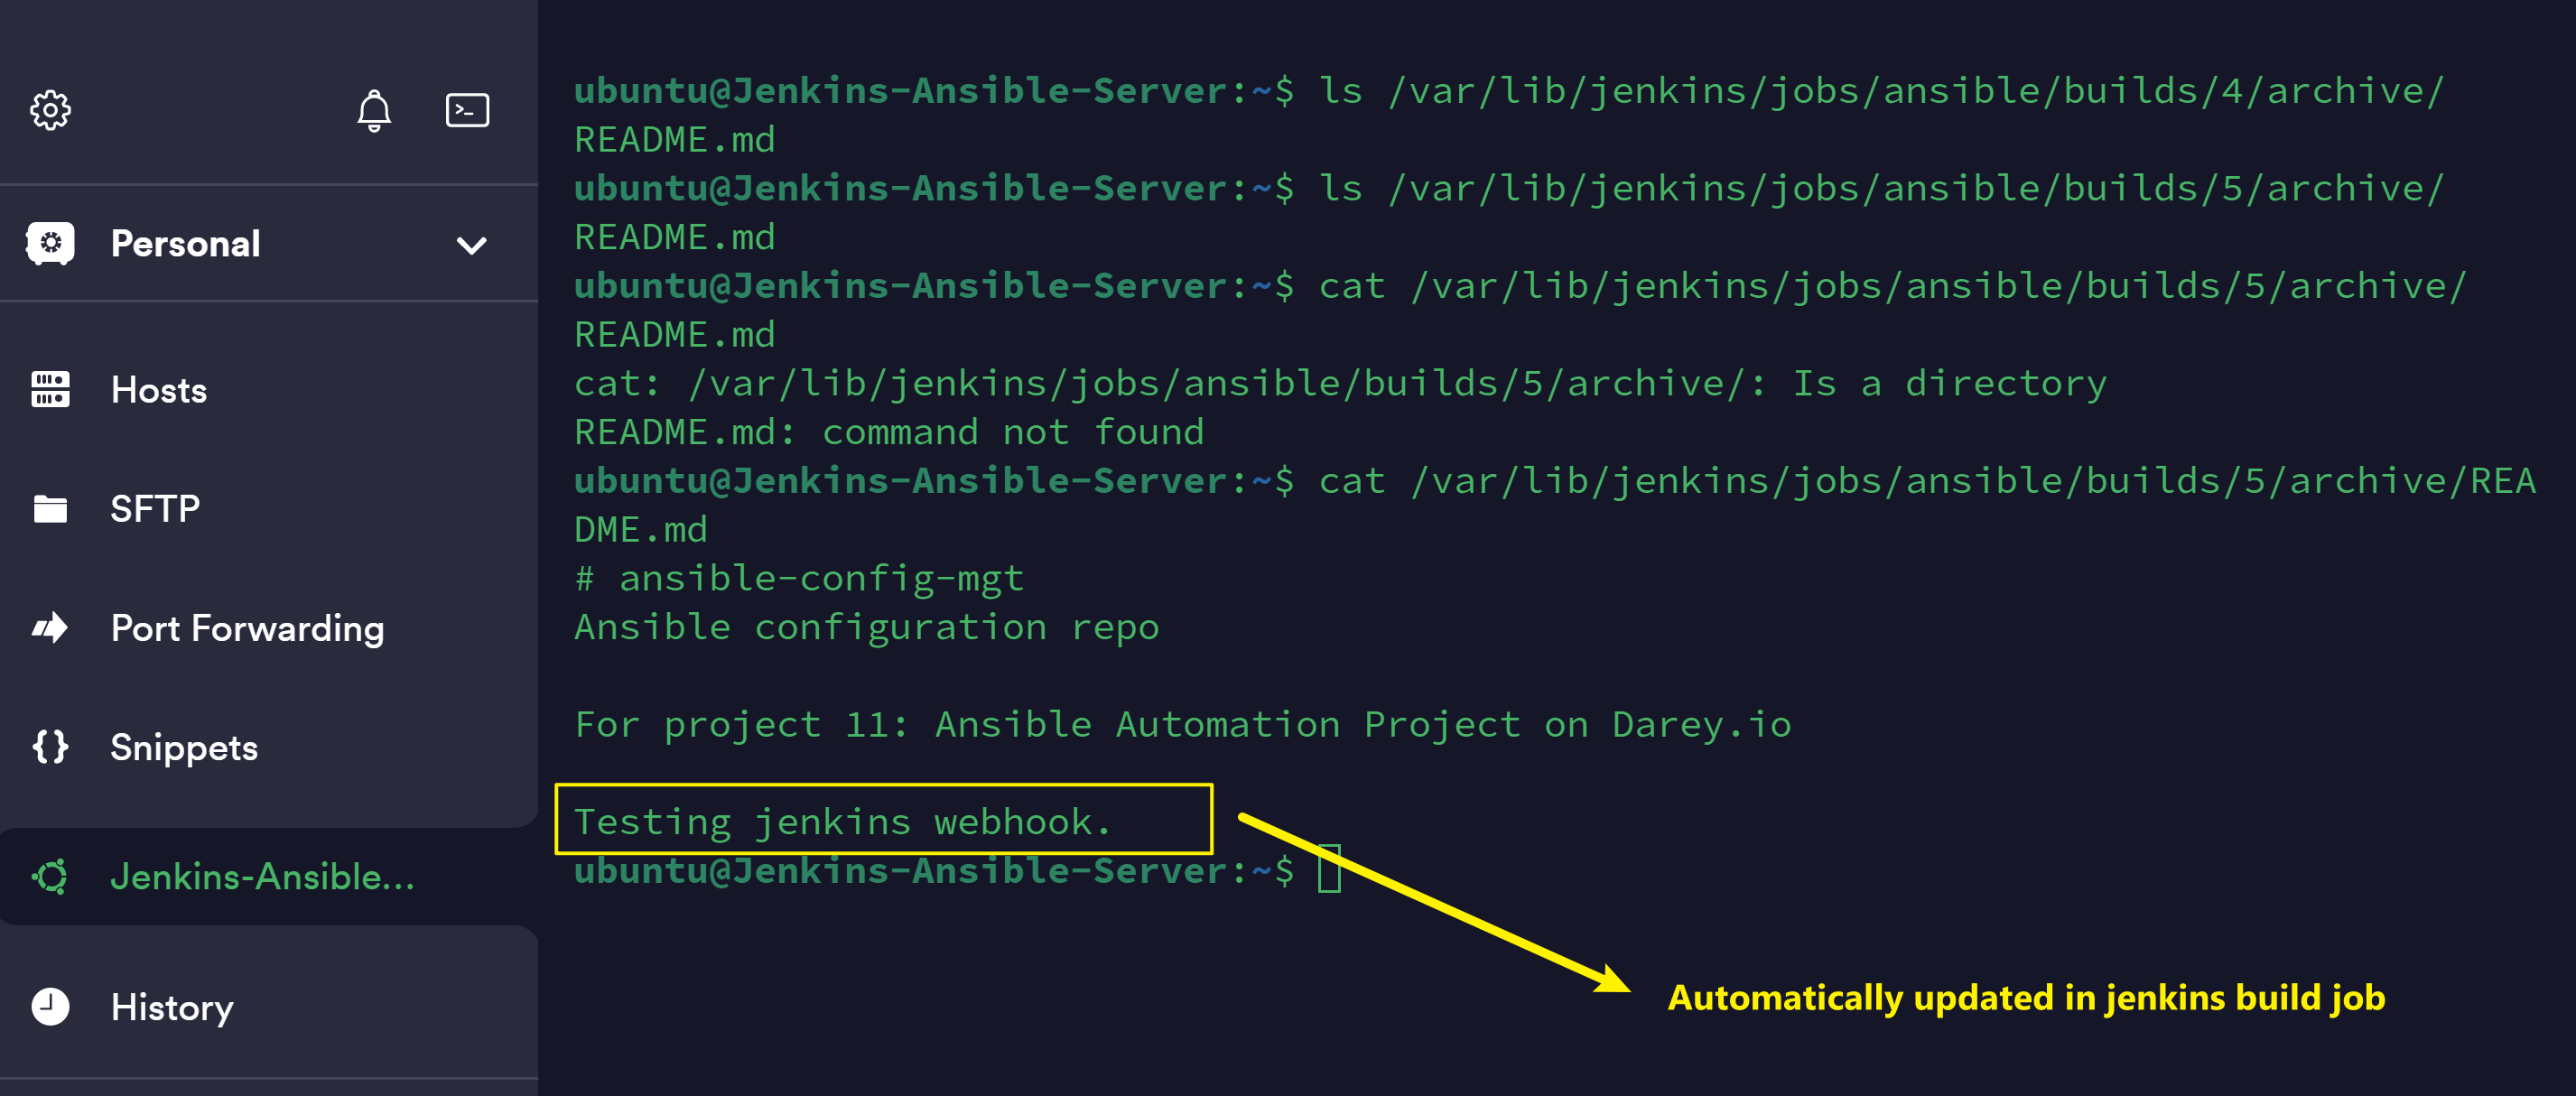 Personal
Hosts
SFTP
Port Forwarding
Snippets
Jenkins-Ansible...
History
ubuntu@Jenkins-Ansible-Server:~$ ls /var/lib/jenkins/jobs/ansible/builds/4/archive/
README.md
ubuntu@Jenkins-Ansible-Server:~$ ls /var/lib/jenkins/jobs/ansible/builds/5/archive/
README.md
ubuntu@Jenkins-Ansible-Server:~$ cat /var/lib/jenkins/jobs/ansible/builds/5/archive/
README.md
cat: /var/lib/jenkins/jobs/ansible/builds/5/archive/: Is a directory
README.md: command not found
ubuntu@Jenkins-Ansible-Server:~$ cat /var/lib/jenkins/jobs/ansible/builds/5/archive/REA
DME.md
# ansible-config-mgt
Ansible configuration repo
For project 11: Ansible Automation Project on Darey.io
Testing jenkins webhook.
ubuntu@Jenkins-Ansible-Server:~$
Automatically updated in jenkins build job